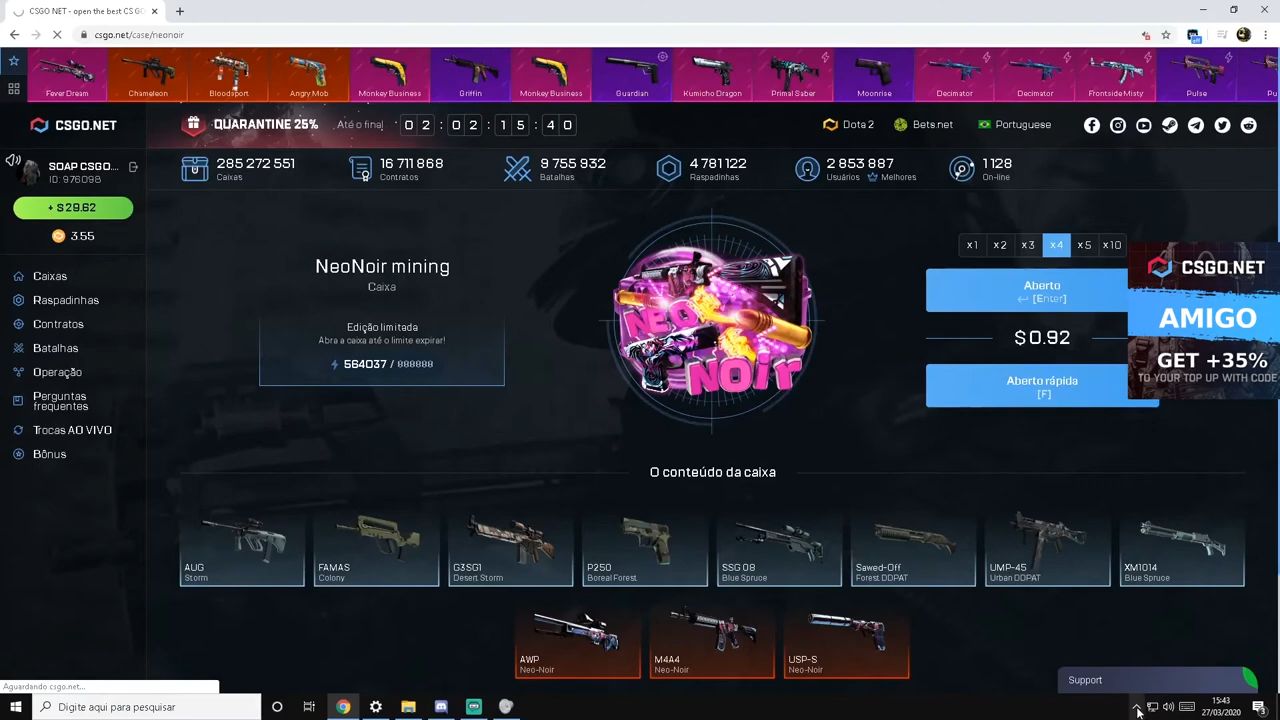 CSGO NET - open the best CS GO
csgo.net/case/neonoir
off
Fever Dream
Chameleon
Bloodsport
Angry Mob
Monkey Business
Griffin
Monkey Business
Guardian
Kumicho Dragon
Primal Saber
Moonrise
Decimator
Decimator
Frontside Misty
Pulse
CSGO.NET
QUARANTINE 25%
Até o final
0 2 : 0 2 : 1 5 : 4 0
Dota 2
Bets.net
Portuguese
SOAP CSGO....
ID: 976098
285 272 551
Caixas
16 711 868
Contratos
9 755 932
Batalhas
4 781 122
Raspadinhas
2 853 887
Usuários
Melhores
1 128
On-line
+ $ 29.62
3.55
Caixas
Raspadinhas
Contratos
Batalhas
Operação
Perguntas
frequentes
Trocas AO VIVO
Bônus
NeoNoir mining
Caixa
Edição limitada
Abra a caixa até o limite expirar!
564037 / 888888
NEO
NOIR
x1
x2
x3
x4
x5
x10
Aberto
[Enter]
$ 0.92
Aberto rápida
[F]
CSGO.NET
AMIGO
GET +35%
TO YOUR TOP UP WITH CODE
O conteúdo da caixa
AUG
Storm
FAMAS
Colony
G3SG1
Desert Storm
P250
Boreal Forest
SSG 08
Blue Spruce
Sawed-Off
Forest DDPAT
UMP-45
Urban DDPAT
XM1014
Blue Spruce
AWP
Neo-Noir
M4A4
Neo-Noir
USP-S
Neo-Noir
Support
Aguardando csgo.net...
Digite aqui para pesquisar
15:43
27/03/2020
3